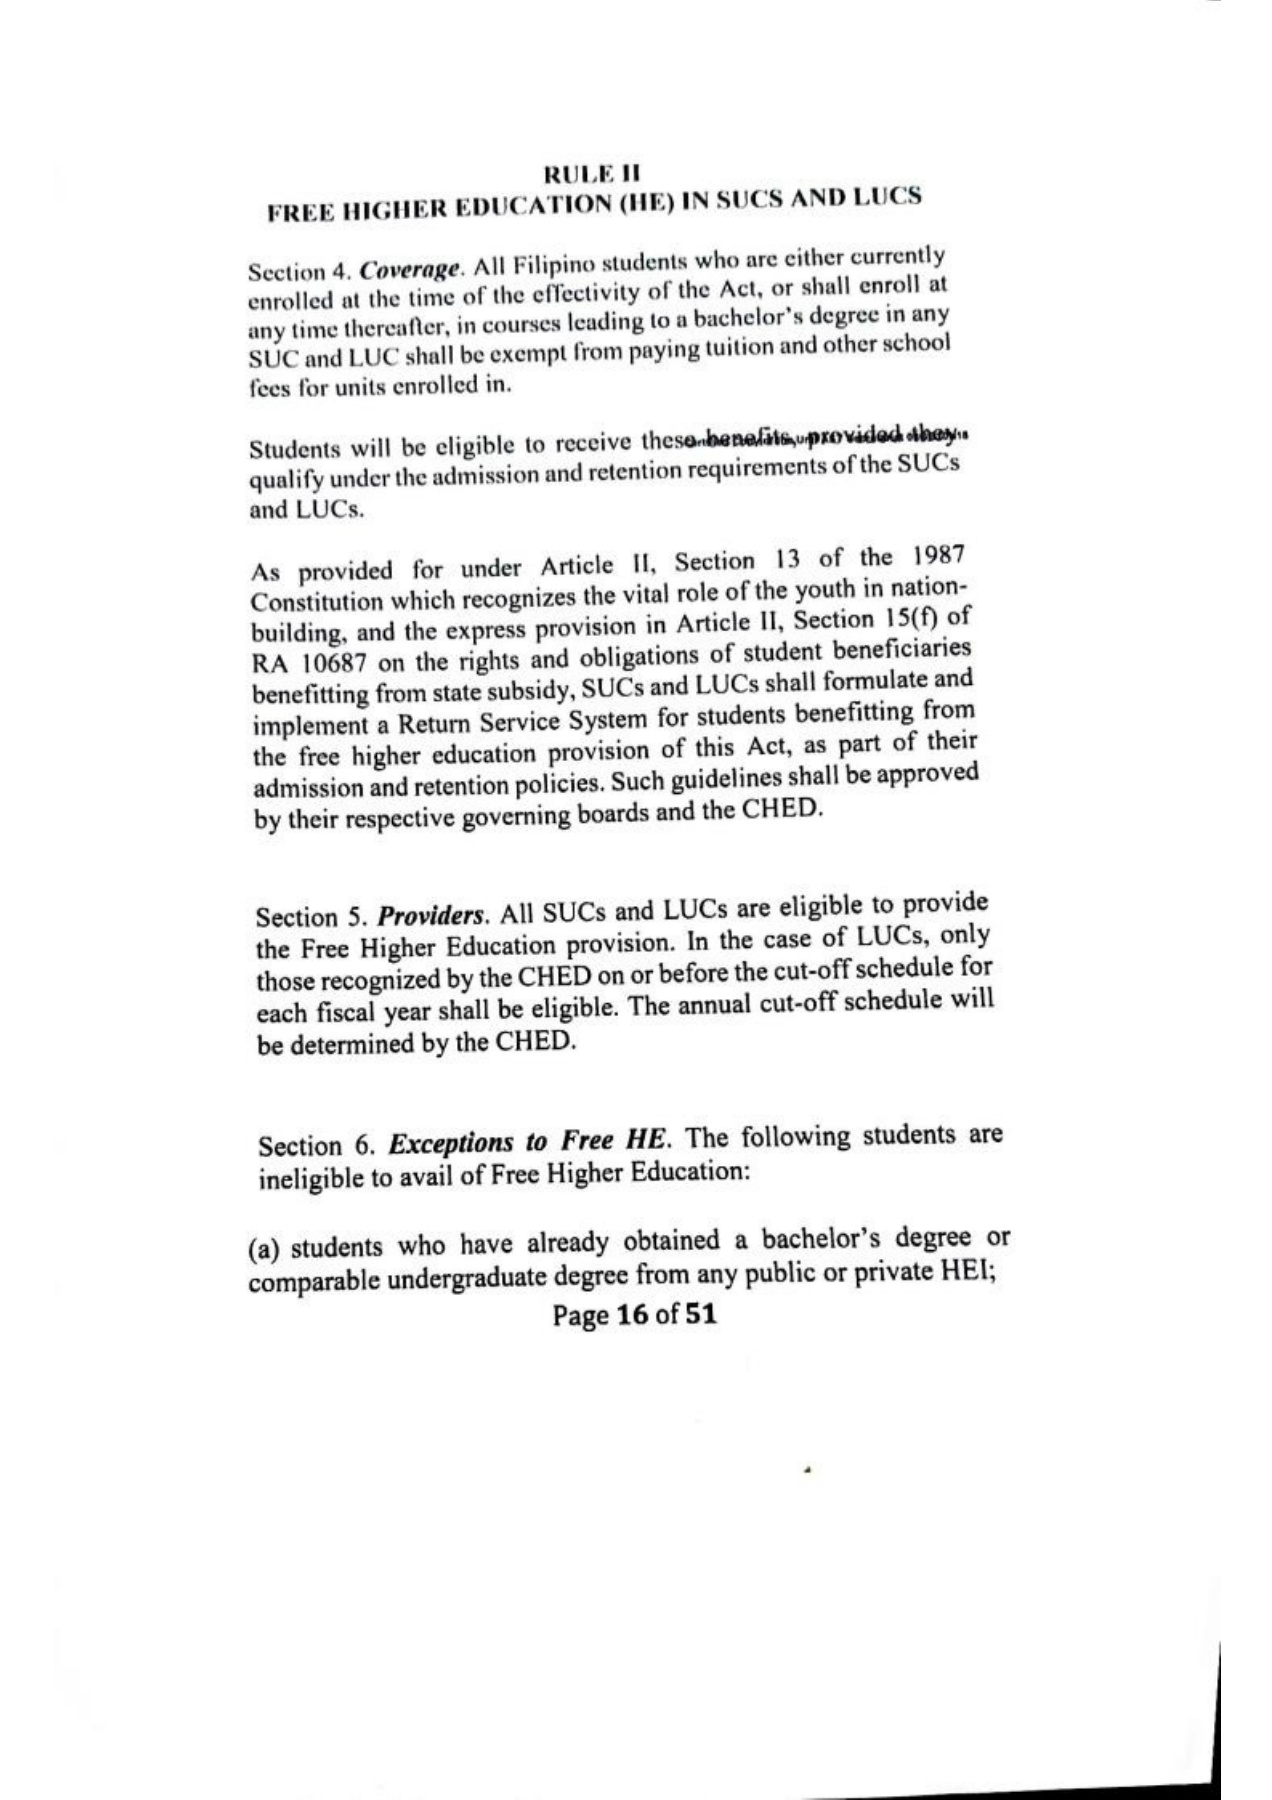 RULE II
FREE HIGHER EDUCATION (HE) IN SUCS AND LUCS
Section 4. Coverage. All Filipino students who are either currently
enrolled at the time of the effectivity of the Act, or shall enroll at
any time thereafter, in courses leading to a bachelor's degree in any
SUC and LUC shall be exempt from paying tuition and other school
fees for units enrolled in.
Students will be eligible to receive these benefits, provided they
qualify under the admission and retention requirements of the SUCs
and LUCs.
As provided for under Article II, Section 13 of the 1987
Constitution which recognizes the vital role of the youth in nation-
building, and the express provision in Article II, Section 15(f) of
RA 10687 on the rights and obligations of student beneficiaries
benefitting from state subsidy, SUCs and LUCs shall formulate and
implement a Return Service System for students benefitting from
the free higher education provision of this Act, as part of their
admission and retention policies. Such guidelines shall be approved
by their respective governing boards and the CHED.
Section 5. Providers. All SUCs and LUCs are eligible to provide
the Free Higher Education provision. In the case of LUCs, only
those recognized by the CHED on or before the cut-off schedule for
each fiscal year shall be eligible. The annual cut-off schedule will
be determined by the CHED.
Section 6. Exceptions to Free HE. The following students are
ineligible to avail of Free Higher Education:
(a) students who have already obtained a bachelor's degree or
comparable undergraduate degree from any public or private HEI;
Page 16 of 51